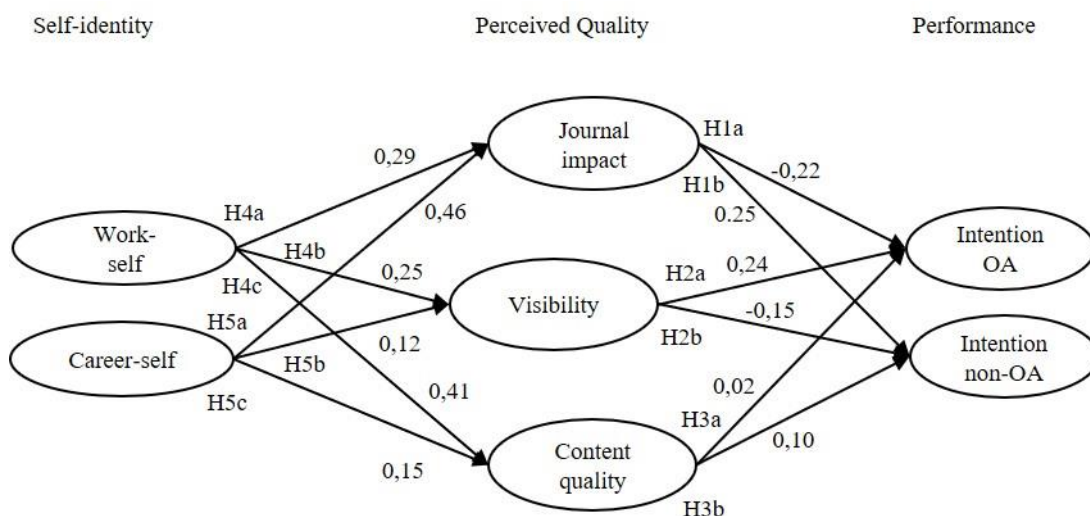 Self-identity
Perceived Quality
Performance
Journal
impact
H1a
0,29
-0,22
H1b
H4a
0,46
0.25
Work-
self
H4b
Intention
OA
H4c
0,25
H2a
0,24
Visibility
H5a
-0,15
H2b
Career-self
0,12
Intention
non-OA
H5b
H5c
0,41
0,02
H3a
0,10
Content
quality
0,15
H3b